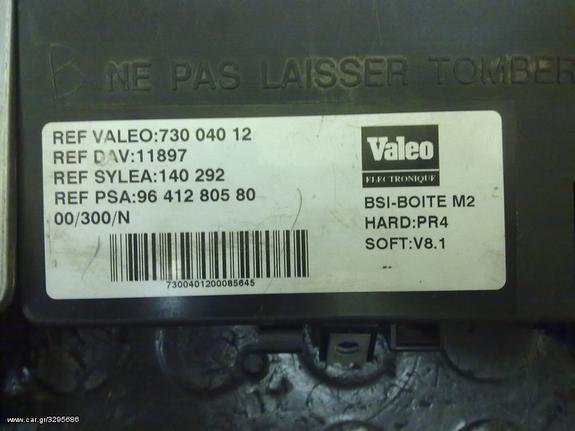 NE PAS LAISSER TOMBER
REF VALEO:730 040 12
REF DAV:11897
REF SYLEA:140 292
REF PSA:96 412 805 80
00/300/N
7300401200085645
Valeo
ELECTRONIQUE
BSI-BOITE M2
HARD:PR4
SOFT:V8.1
www.car.gr/3295686